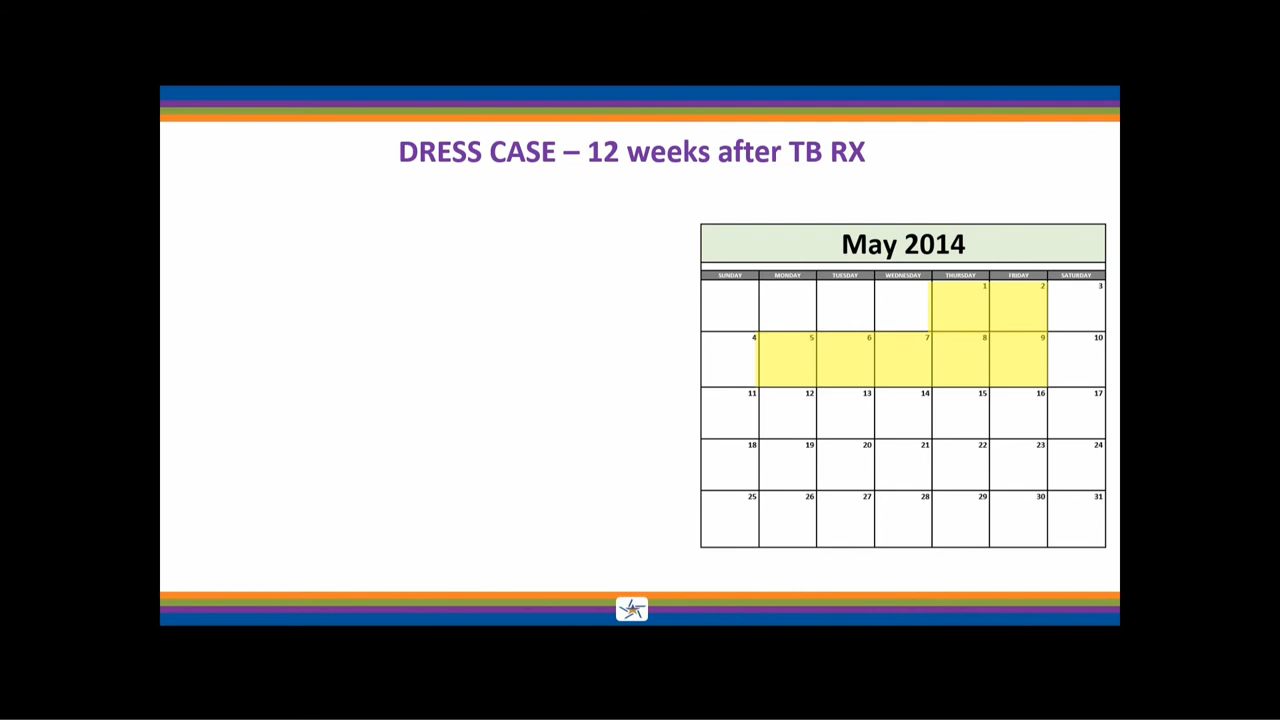 DRESS CASE – 12 weeks after TB RX
May 2014
SUNDAY MONDAY TUESDAY WEDNESDAY THURSDAY FRIDAY SATURDAY
1 2 3
4 5 6 7 8 9 10
11 12 13 14 15 16 17
18 19 20 21 22 23 24
25 26 27 28 29 30 31